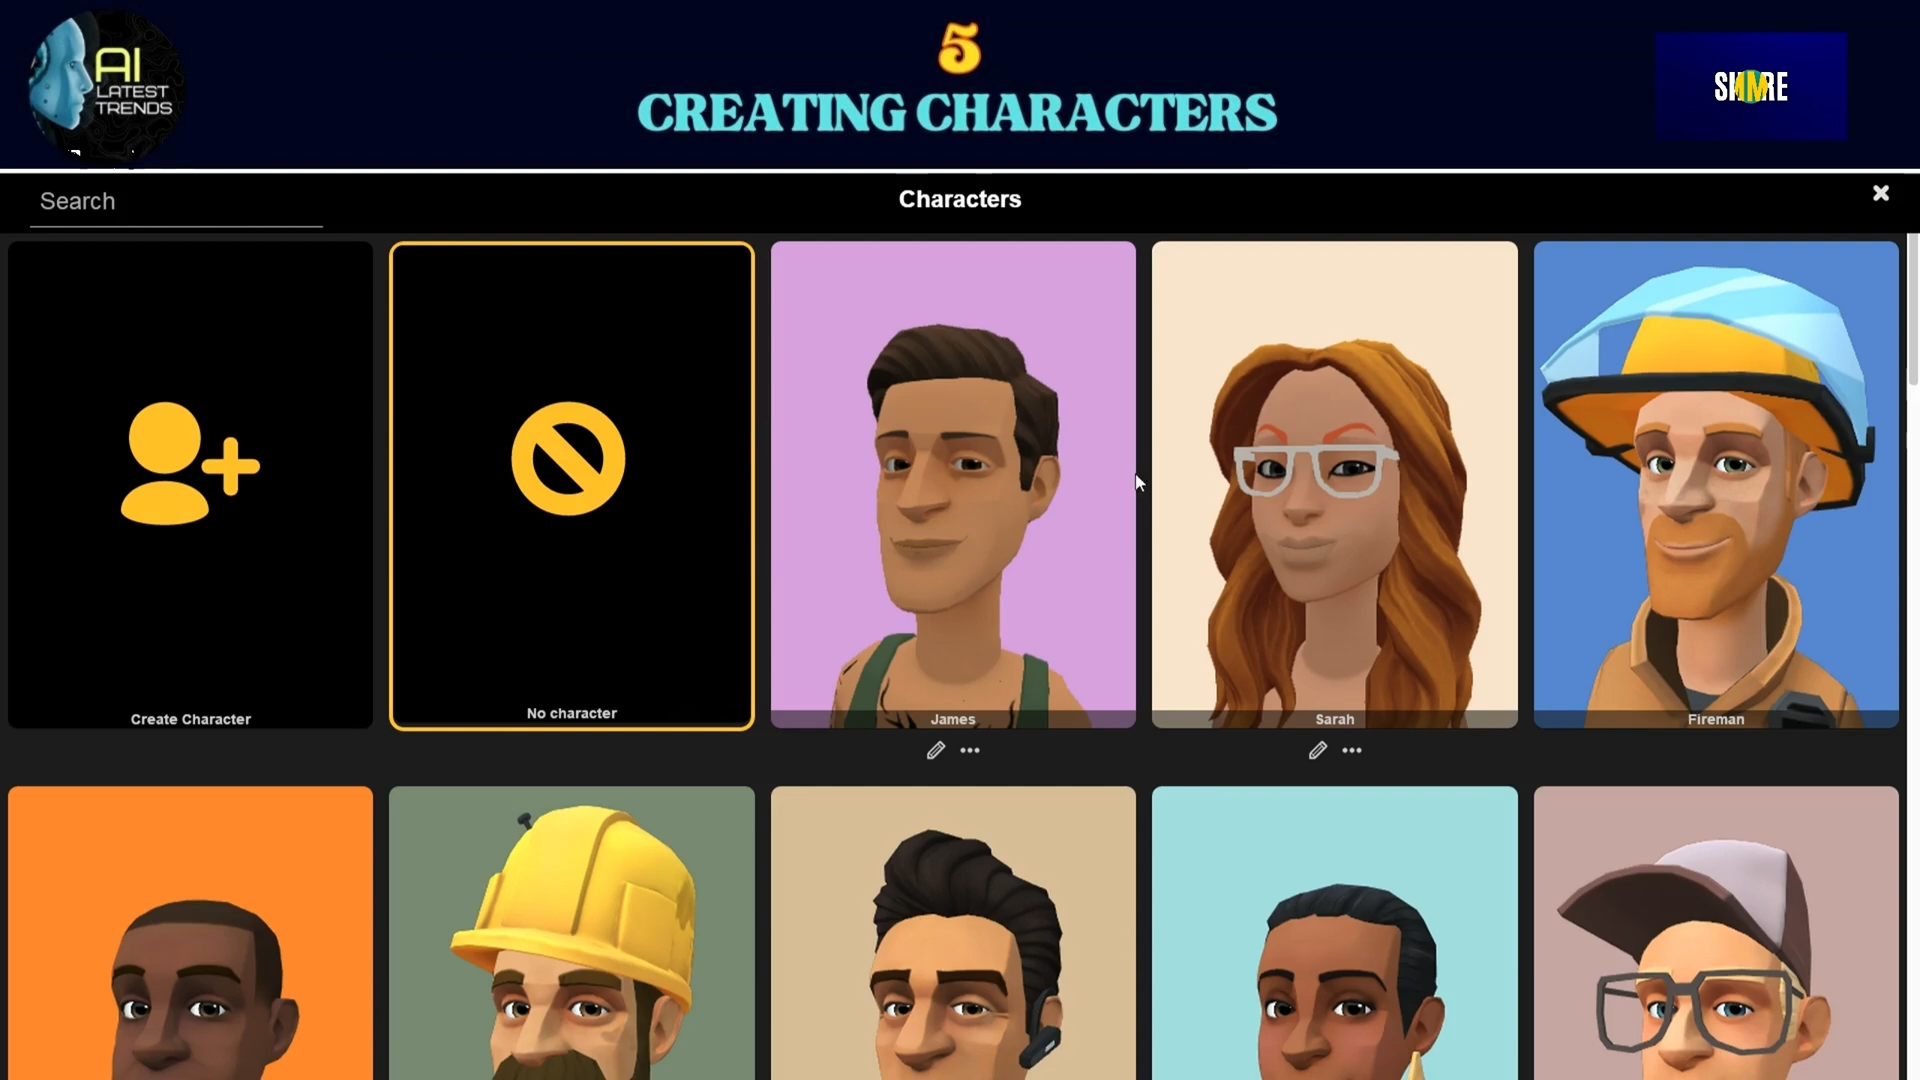 AI
LATEST
TRENDS
5
CREATING CHARACTERS
Search
Characters
Create Character
No character
James
Sarah
Fireman